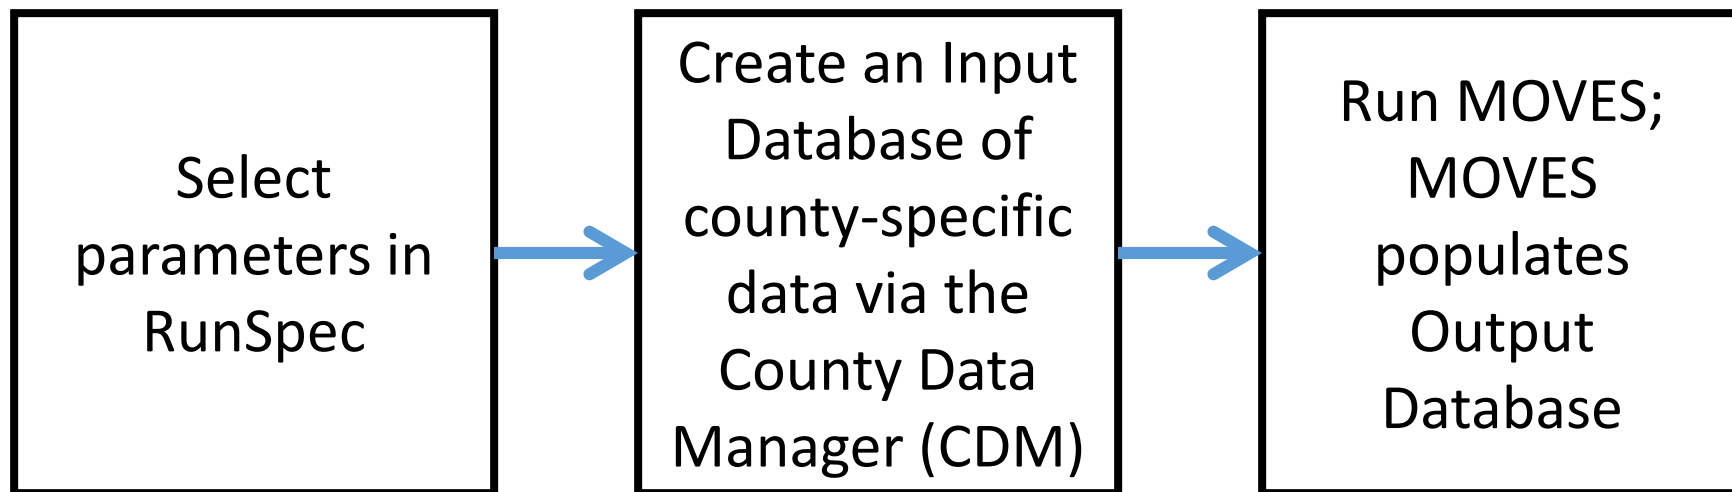 Select
parameters in
RunSpec
Create an Input
Database of
county-specific
data via the
County Data
Manager (CDM)
Run MOVES;
MOVES
populates
Output
Database